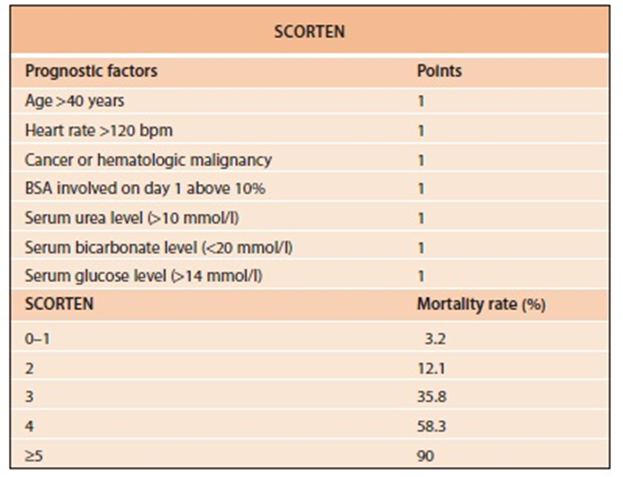 SCORTEN
Prognostic factors Points
Age >40 years 1
Heart rate >120 bpm 1
Cancer or hematologic malignancy 1
BSA involved on day 1 above 10% 1
Serum urea level (>10 mmol/l) 1
Serum bicarbonate level (<20 mmol/l) 1
Serum glucose level (>14 mmol/l) 1
SCORTEN Mortality rate (%)
0–1 3.2
2 12.1
3 35.8
4 58.3
≥5 90